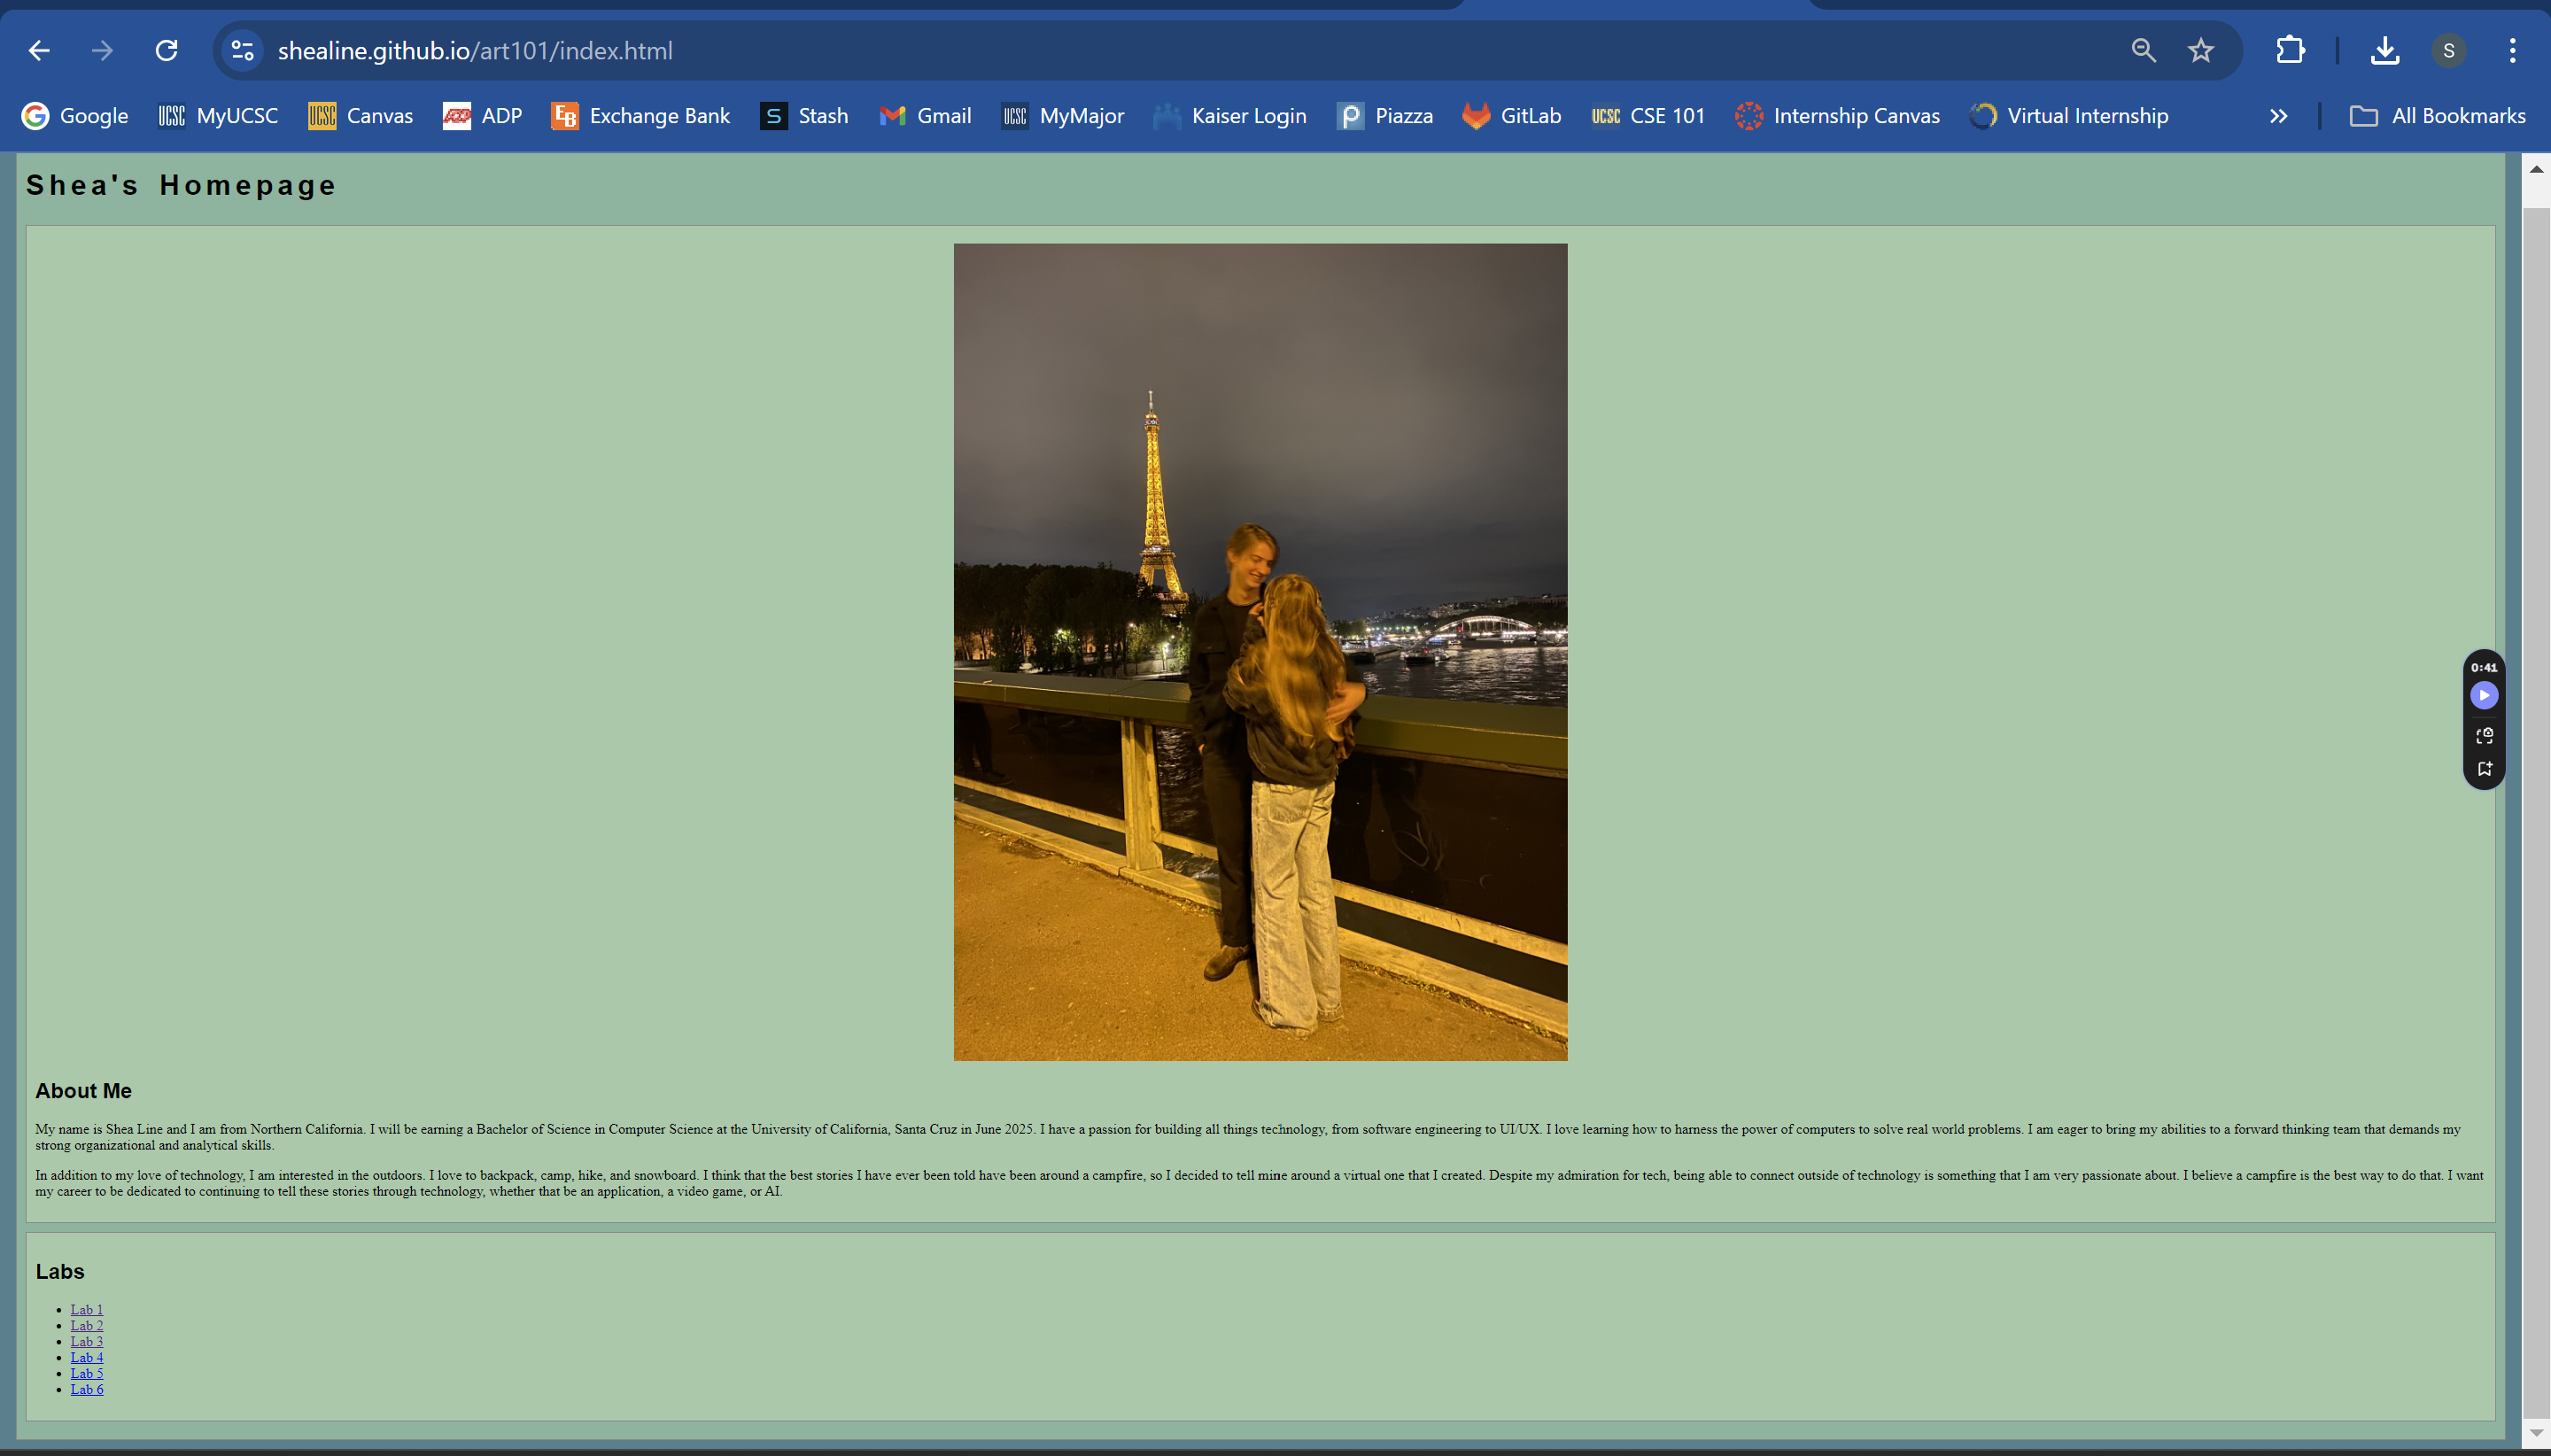 shealine.github.io/art101/index.html
S
Google
UCSC MyUCSC
UCSC Canvas
ADP ADP
EB Exchange Bank
S Stash
Gmail
UCSC MyMajor
Kaiser Login
p Piazza
GitLab
UCSC CSE 101
Internship Canvas
Virtual Internship
All Bookmarks
Shea's Homepage
0:41
About Me
My name is Shea Line and I am from Northern California. I will be earning a Bachelor of Science in Computer Science at the University of California, Santa Cruz in June 2025. I have a passion for building all things technology, from software engineering to UI/UX. I love learning how to harness the power of computers to solve real world problems. I am eager to bring my abilities to a forward thinking team that demands my
strong organizational and analytical skills.
In addition to my love of technology, I am interested in the outdoors. I love to backpack, camp, hike, and snowboard. I think that the best stories I have ever been told have been around a campfire, so I decided to tell mine around a virtual one that I created. Despite my admiration for tech, being able to connect outside of technology is something that I am very passionate about. I believe a campfire is the best way to do that. I want
my career to be dedicated to continuing to tell these stories through technology, whether that be an application, a video game, or AI.
Labs
Lab 1
Lab 2
Lab 3
Lab 4
Lab 5
Lab 6